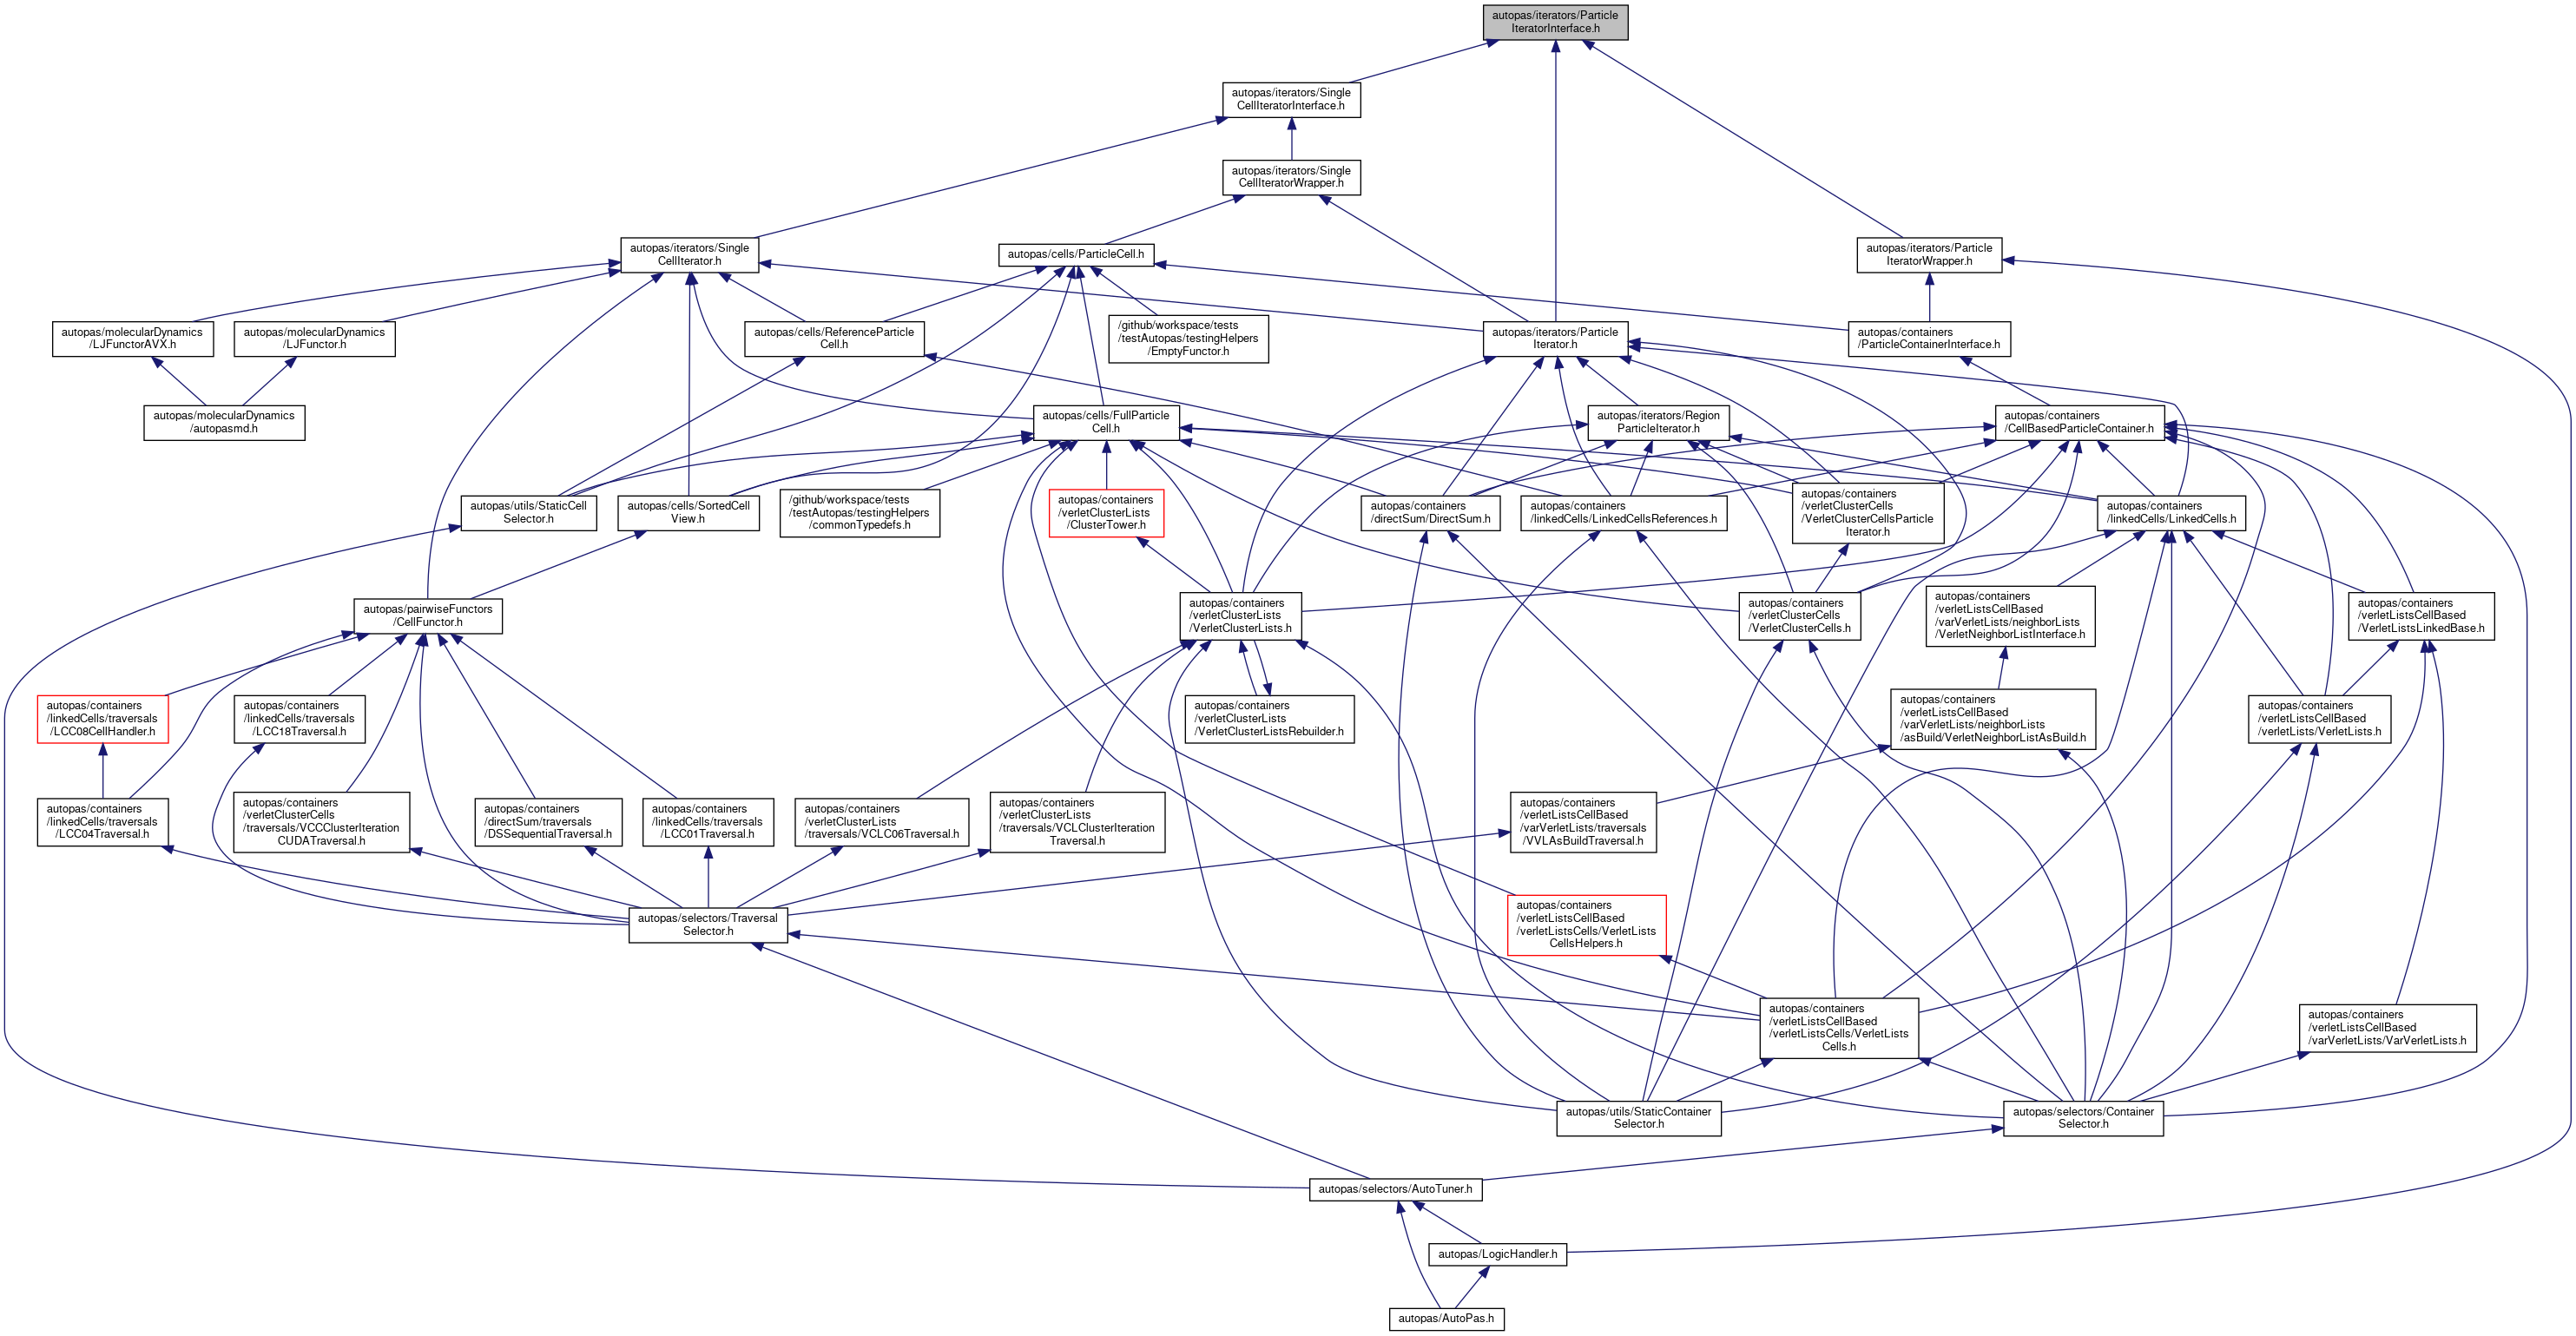 autopas/iterators/Particle
IteratorInterface.h
autopas/iterators/Single
CellIteratorInterface.h
autopas/iterators/Single
CellIteratorWrapper.h
autopas/iterators/Single
CellIterator.h
autopas/cells/ParticleCell.h
autopas/iterators/Particle
IteratorWrapper.h
autopas/molecularDynamics
/LJFunctorAVX.h
autopas/molecularDynamics
/LJFunctor.h
autopas/cells/ReferenceParticle
Cell.h
/github/workspace/tests
/testAutopas/testingHelpers
/EmptyFunctor.h
autopas/iterators/Particle
Iterator.h
autopas/containers
/ParticleContainerInterface.h
autopas/molecularDynamics
/autopasmd.h
autopas/cells/FullParticle
Cell.h
autopas/iterators/Region
ParticleIterator.h
autopas/containers
/CellBasedParticleContainer.h
autopas/utils/StaticCell
Selector.h
autopas/cells/SortedCell
View.h
/github/workspace/tests
/testAutopas/testingHelpers
/commonTypedefs.h
autopas/containers
/verletClusterLists
/ClusterTower.h
autopas/containers
/directSum/DirectSum.h
autopas/containers
/linkedCells/LinkedCellsReferences.h
autopas/containers
/verletClusterCells
/VerletClusterCellsParticle
Iterator.h
autopas/containers
/linkedCells/LinkedCells.h
autopas/pairwiseFunctors
/CellFunctor.h
autopas/containers
/verletClusterLists
/VerletClusterLists.h
autopas/containers
/verletClusterCells
/VerletClusterCells.h
autopas/containers
/verletListsCellBased
/varVerletLists/neighborLists
/VerletNeighborListInterface.h
autopas/containers
/verletListsCellBased
/VerletListsLinkedBase.h
autopas/containers
/linkedCells/traversals
/LCC08CellHandler.h
autopas/containers
/linkedCells/traversals
/LCC18Traversal.h
autopas/containers
/verletClusterLists
/VerletClusterListsRebuilder.h
autopas/containers
/verletListsCellBased
/varVerletLists/neighborLists
/asBuild/VerletNeighborListAsBuild.h
autopas/containers
/verletListsCellBased
/verletLists/VerletLists.h
autopas/containers
/linkedCells/traversals
/LCC04Traversal.h
autopas/containers
/verletClusterCells
/traversals/VCCClusterIteration
CUDATraversal.h
autopas/containers
/directSum/traversals
/DSSequentialTraversal.h
autopas/containers
/linkedCells/traversals
/LCC01Traversal.h
autopas/containers
/verletClusterLists
/traversals/VCLC06Traversal.h
autopas/containers
/verletClusterLists
/traversals/VCLClusterIteration
Traversal.h
autopas/containers
/verletListsCellBased
/varVerletLists/traversals
/VVLAsBuildTraversal.h
autopas/selectors/Traversal
Selector.h
autopas/containers
/verletListsCellBased
/verletListsCells/VerletLists
CellsHelpers.h
autopas/containers
/verletListsCellBased
/verletListsCells/VerletLists
Cells.h
autopas/containers
/verletListsCellBased
/varVerletLists/VarVerletLists.h
autopas/utils/StaticContainer
Selector.h
autopas/selectors/Container
Selector.h
autopas/selectors/AutoTuner.h
autopas/LogicHandler.h
autopas/AutoPas.h